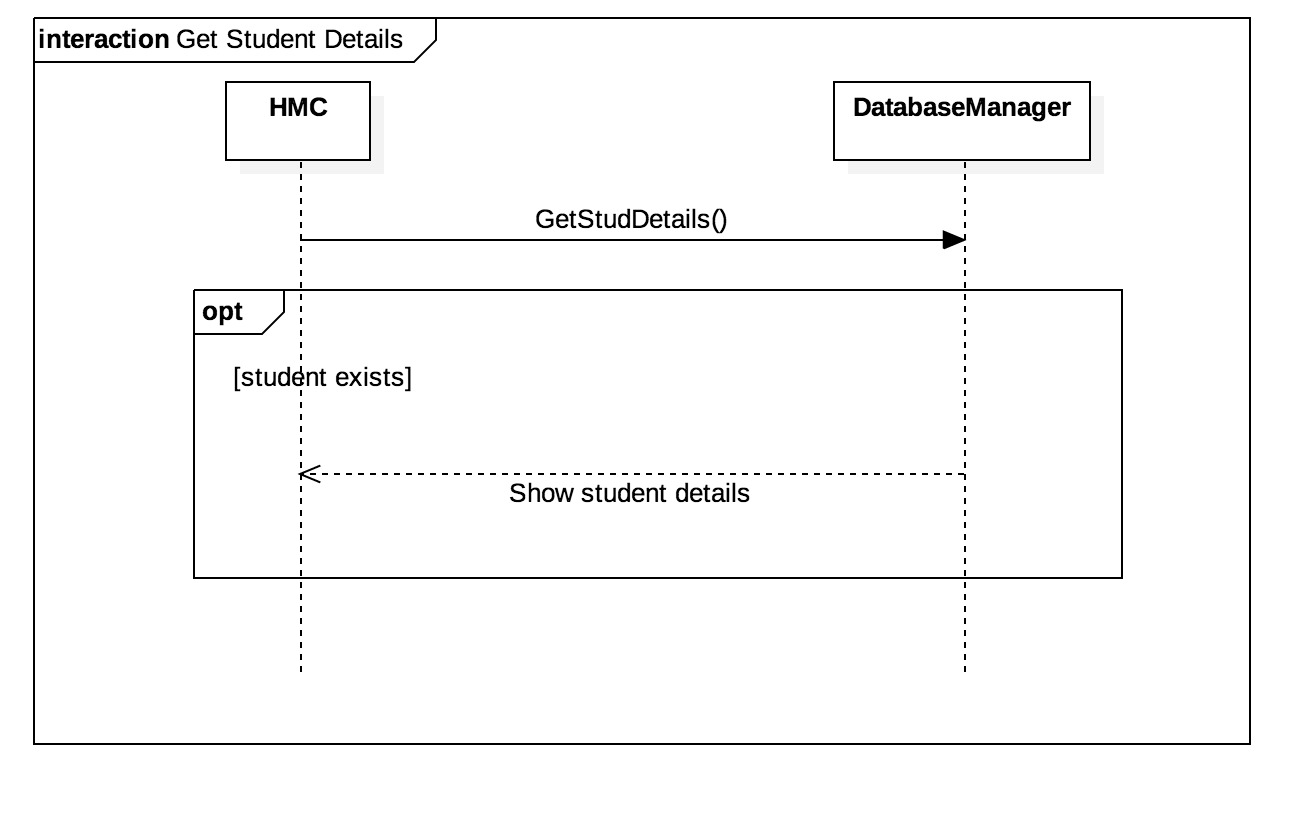 interaction Get Student Details
HMC
DatabaseManager
GetStudDetails()
opt
[student exists]
Show student details